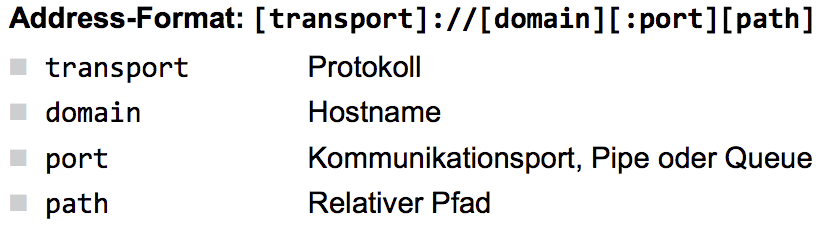 Address-Format: [transport]://[domain][:port][path]
transport Protokoll
domain Hostname
port Kommunikationsport, Pipe oder Queue
path Relativer Pfad